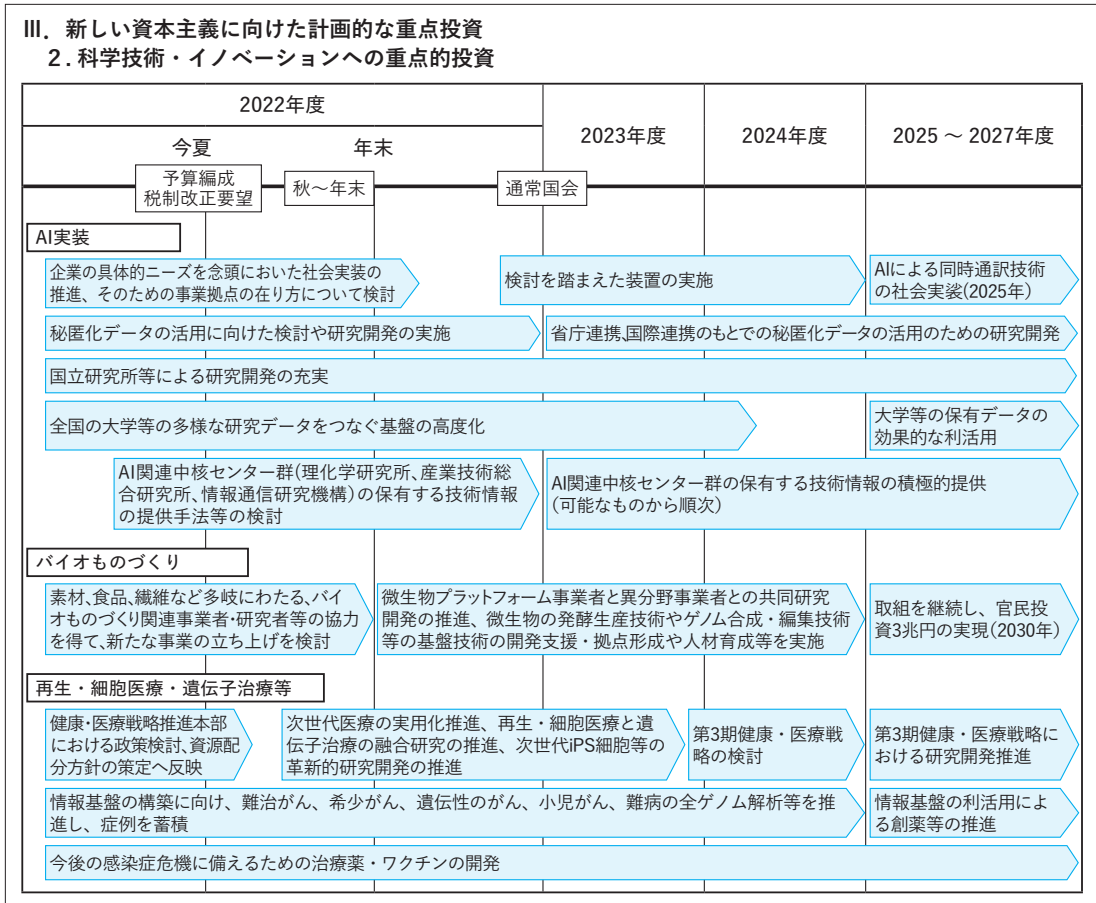 Ⅲ．新しい資本主義に向けた計画的な重点投資
２．科学技術・イノベーションへの重点的投資
2022年度
2023年度
2024年度
2025 ～ 2027年度
今夏
年末
予算編成
税制改正要望
秋～年末
通常国会
AI実装
企業の具体的ニーズを念頭においた社会実装の
推進、そのための事業拠点の在り方について検討
検討を踏まえた装置の実施
AIによる同時通訳技術
の社会実装(2025年)
秘匿化データの活用に向けた検討や研究開発の実施
省庁連携、国際連携のもとでの秘匿化データの活用のための研究開発
国立研究所等による研究開発の充実
全国の大学等の多様な研究データをつなぐ基盤の高度化
大学等の保有データの
効果的な利活用
AI関連中核センター群(理化学研究所、産業技術総
合研究所、情報通信研究機構)の保有する技術情報
の提供手法等の検討
AI関連中核センター群の保有する技術情報の積極的提供
(可能なものから順次)
バイオものづくり
素材、食品、繊維など多岐にわたる、バイ
オものづくり関連事業者・研究者等の協力
を得て、新たな事業の立ち上げを検討
微生物プラットフォーム事業者と異分野事業者との共同研究
開発の推進、微生物の発酵生産技術やゲノム合成・編集技術
等の基盤技術の開発支援・拠点形成や人材育成等を実施
取組を継続し、官民投
資3兆円の実現(2030年)
再生・細胞医療・遺伝子治療等
健康・医療戦略推進本部
における政策検討、資源配
分方針の策定へ反映
次世代医療の実用化推進、再生・細胞医療と遺
伝子治療の融合研究の推進、次世代iPS細胞等の
革新的研究開発の推進
第3期健康・医療戦
略の検討
第3期健康・医療戦略に
おける研究開発推進
情報基盤の構築に向け、難治がん、希少がん、遺伝性のがん、小児がん、難病の全ゲノム解析等を推
進し、症例を蓄積
情報基盤の利活用によ
る創薬等の推進
今後の感染症危機に備えるための治療薬・ワクチンの開発